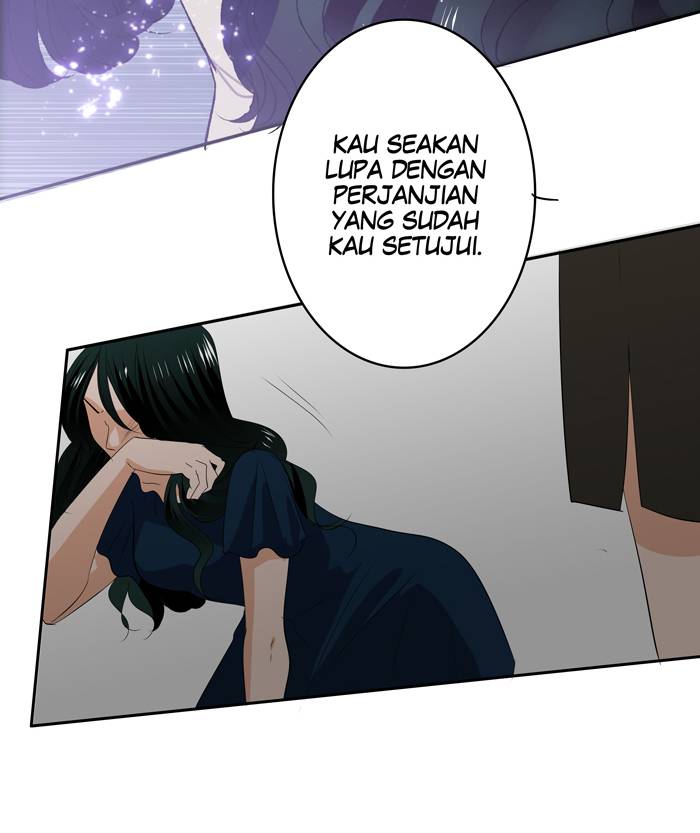 KAU SEAKAN
LUPA DENGAN
PERJANJIAN
YANG SUDAH
KAU SETUJUI.